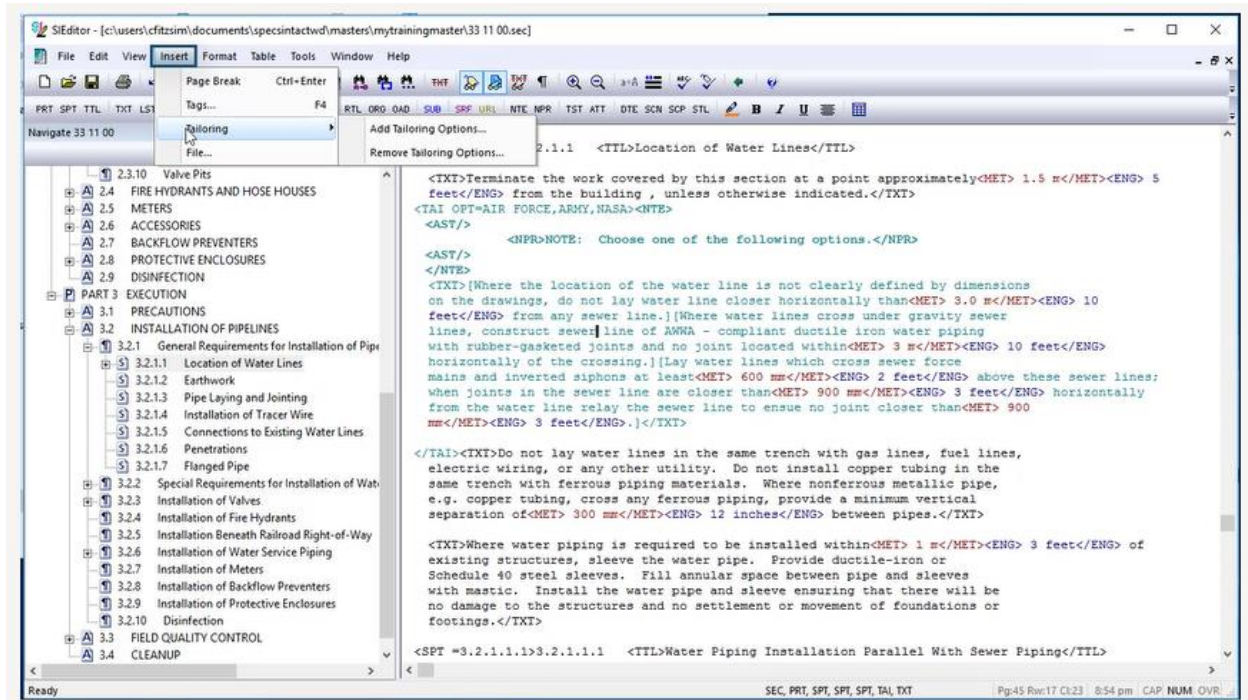 SIEditor - [c:\users\cfitzsim\documents\specsintactwd\masters\mytrainingmaster\33 11 00.sec]
File Edit View Insert Format Table Tools Window Help
Page Break Ctrl+Enter
PRT SPT TTL TXT LST
Tags... F4
RTL ORG OAD SUB SRF URL NTE NPR TST ATT DTE SCN SCP STL B I U
Navigate 33 11 00
Tailoring
Add Tailoring Options...
File...
Remove Tailoring Options...
2.3.10 Valve Pits
A 2.4 FIRE HYDRANTS AND HOSE HOUSES
A 2.5 METERS
A 2.6 ACCESSORIES
A 2.7 BACKFLOW PREVENTERS
A 2.8 PROTECTIVE ENCLOSURES
A 2.9 DISINFECTION
P PART 3 EXECUTION
A 3.1 PRECAUTIONS
A 3.2 INSTALLATION OF PIPELINES
3.2.1 General Requirements for Installation of Pipe
S 3.2.1.1 Location of Water Lines
S 3.2.1.2 Earthwork
S 3.2.1.3 Pipe Laying and Jointing
S 3.2.1.4 Installation of Tracer Wire
S 3.2.1.5 Connections to Existing Water Lines
S 3.2.1.6 Penetrations
S 3.2.1.7 Flanged Pipe
3.2.2 Special Requirements for Installation of Wat
3.2.3 Installation of Valves
3.2.4 Installation of Fire Hydrants
3.2.5 Installation Beneath Railroad Right-of-Way
3.2.6 Installation of Water Service Piping
3.2.7 Installation of Meters
3.2.8 Installation of Backflow Preventers
3.2.9 Installation of Protective Enclosures
3.2.10 Disinfection
A 3.3 FIELD QUALITY CONTROL
A 3.4 CLEANUP
2.1.1 <TTL>Location of Water Lines</TTL>
<TXT>Terminate the work covered by this section at a point approximately<MET> 1.5 m</MET><ENG> 5
feet</ENG> from the building , unless otherwise indicated.</TXT>
<TAI OPT=AIR FORCE,ARMY,NASA><NTE>
<AST/>
<NPR>NOTE: Choose one of the following options.</NPR>
<AST/>
</NTE>
<TXT>[Where the location of the water line is not clearly defined by dimensions
on the drawings, do not lay water line closer horizontally than<MET> 3.0 m</MET><ENG> 10
feet</ENG> from any sewer line.][Where water lines cross under gravity sewer
lines, construct sewer line of AWWA - compliant ductile iron water piping
with rubber-gasketed joints and no joint located within<MET> 3 m</MET><ENG> 10 feet</ENG>
horizontally of the crossing.][Lay water lines which cross sewer force
mains and inverted siphons at least<MET> 600 mm</MET><ENG> 2 feet</ENG> above these sewer lines;
when joints in the sewer line are closer than<MET> 900 mm</MET><ENG> 3 feet</ENG> horizontally
from the water line relay the sewer line to ensue no joint closer than<MET> 900
mm</MET><ENG> 3 feet</ENG>.]</TXT>
</TAI><TXT>Do not lay water lines in the same trench with gas lines, fuel lines,
electric wiring, or any other utility. Do not install copper tubing in the
same trench with ferrous piping materials. Where nonferrous metallic pipe,
e.g. copper tubing, cross any ferrous piping, provide a minimum vertical
separation of<MET> 300 mm</MET><ENG> 12 inches</ENG> between pipes.</TXT>
<TXT>Where water piping is required to be installed within<MET> 1 m</MET><ENG> 3 feet</ENG> of
existing structures, sleeve the water pipe. Provide ductile-iron or
Schedule 40 steel sleeves. Fill annular space between pipe and sleeves
with mastic. Install the water pipe and sleeve ensuring that there will be
no damage to the structures and no settlement or movement of foundations or
footings.</TXT>
<SPT =3.2.1.1.1>3.2.1.1.1 <TTL>Water Piping Installation Parallel With Sewer Piping</TTL>
Ready
SEC, PRT, SPT, SPT, SPT, TAI, TXT
Pg:45 Rw:17 Cl:23 8:54 pm CAP NUM OVR